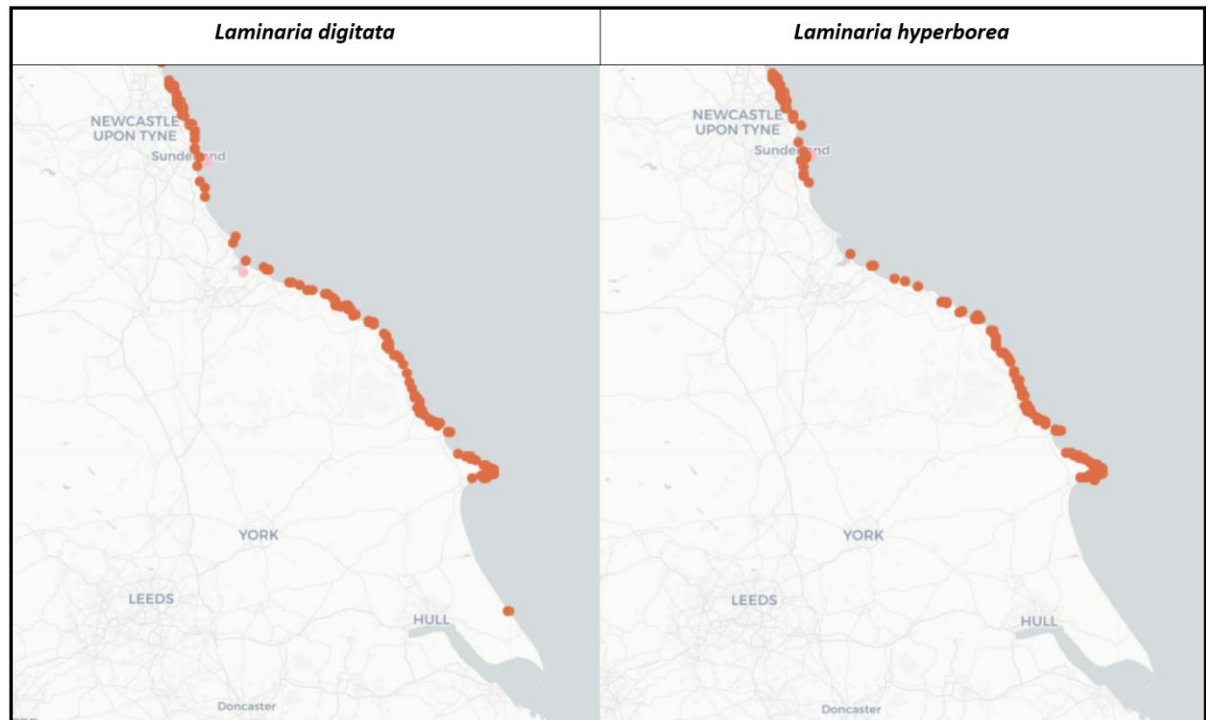 Laminaria digitata
Laminaria hyperborea
NEWCASTLE
UPON TYNE
Sunderland
YORK
LEEDS
HULL
Doncaster
NEWCASTLE
UPON TYNE
Sunderland
YORK
LEEDS
HULL
Doncaster